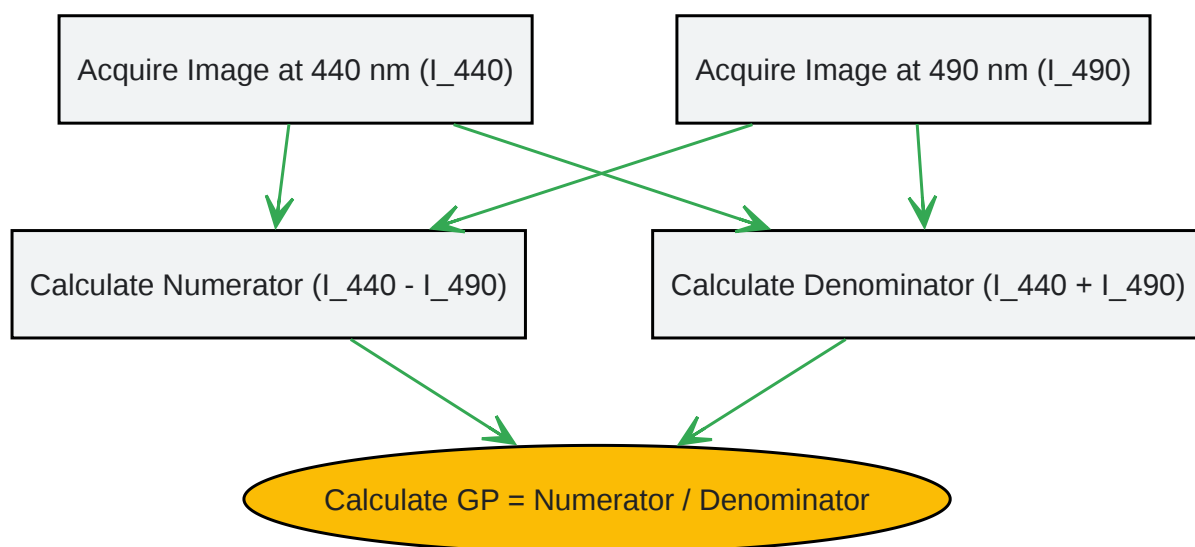 Acquire Image at 440 nm (I_440)
Acquire Image at 490 nm (I_490)
Calculate Numerator (I_440 - I_490)
Calculate Denominator (I_440 + I_490)
Calculate GP = Numerator / Denominator